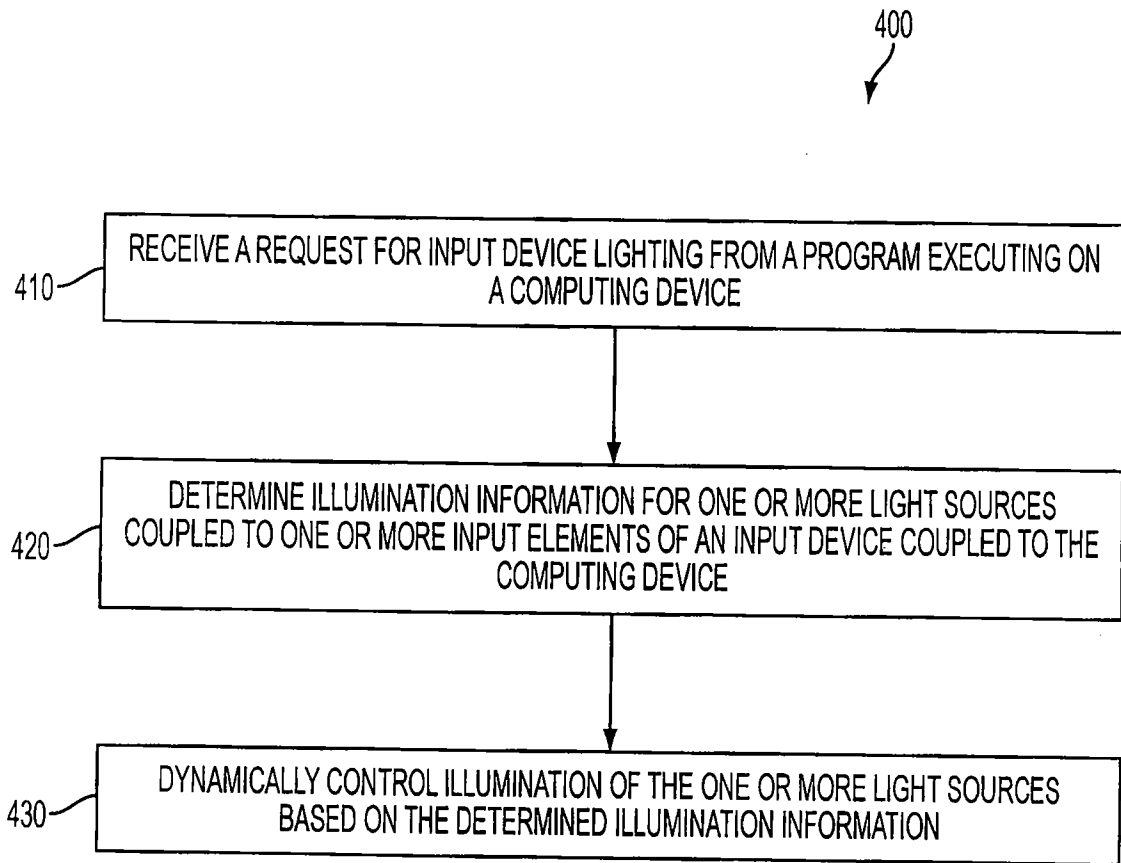 400
RECEIVE A REQUEST FOR INPUT DEVICE LIGHTING FROM A PROGRAM EXECUTING ON
A COMPUTING DEVICE
410
DETERMINE ILLUMINATION INFORMATION FOR ONE OR MORE LIGHT SOURCES
COUPLED TO ONE OR MORE INPUT ELEMENTS OF AN INPUT DEVICE COUPLED TO THE
COMPUTING DEVICE
420
DYNAMICALLY CONTROL ILLUMINATION OF THE ONE OR MORE LIGHT SOURCES
BASED ON THE DETERMINED ILLUMINATION INFORMATION
430